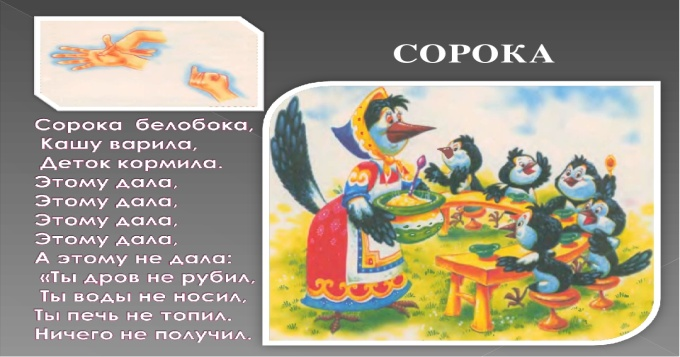 СОРОКА
Сорока белобока,
Кашу варила,
Деток кормила.
Этому дала,
Этому дала,
Этому дала,
Этому дала,
А этому не дала:
«Ты дров не рубил,
Ты воды не носил,
Ты печь не топил.
Ничего не получил.